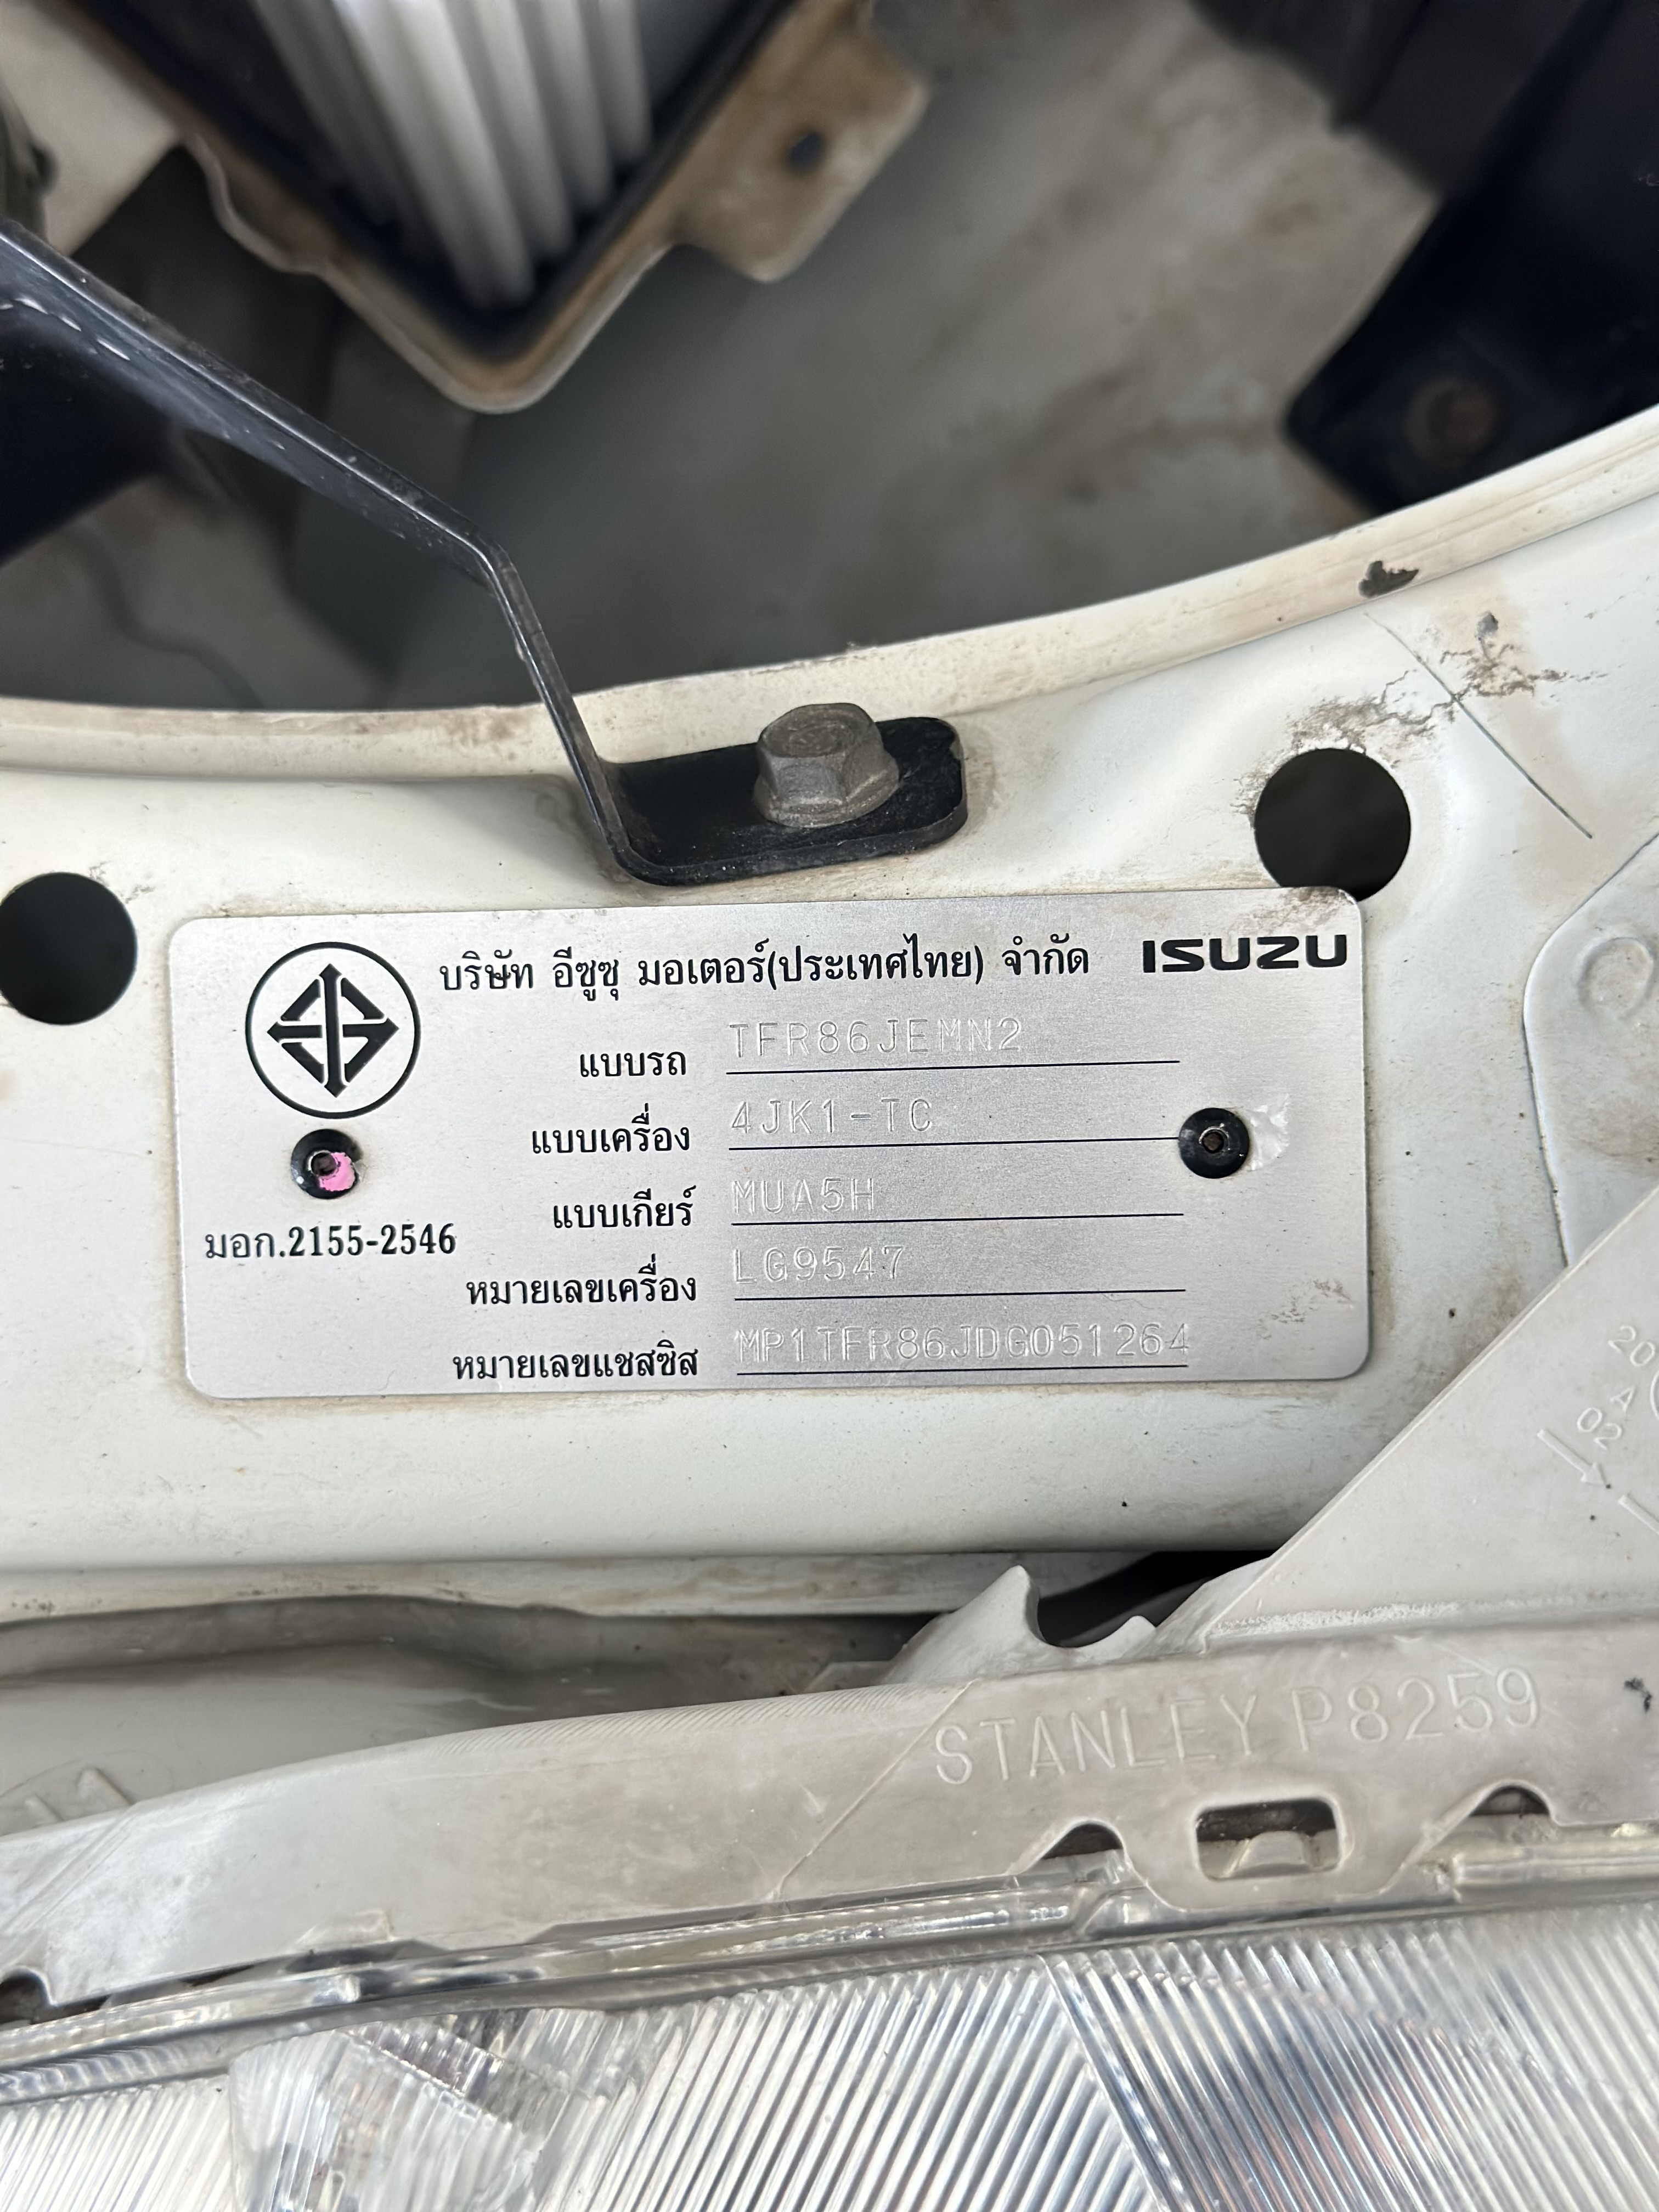 บริษัท อีซูซุ มอเตอร์(ประเทศไทย) จำกัด ISUZU
แบบรถ TFR86JEMN2
แบบเครื่อง 4JK1-TC
แบบเกียร์ MUA5H
มอก.2155-2546
หมายเลขเครื่อง LG9547
หมายเลขแชสซิส MP1TFR86JDG051264
20
A
02
STANLEY P8259